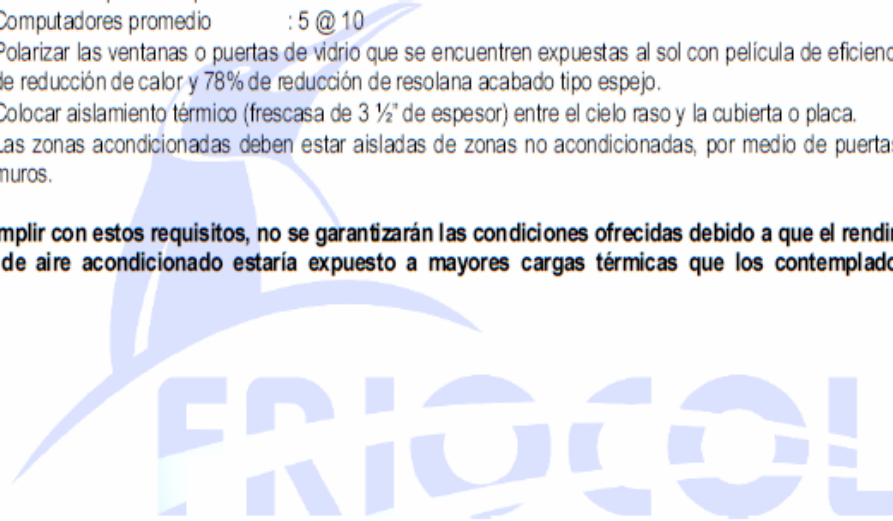 Computadores promedio : 5 @ 10
Polarizar las ventanas o puertas de vidrio que se encuentren expuestas al sol con película de eficienc
de reducción de calor y 78% de reducción de resolana acabado tipo espejo.
Colocar aislamiento térmico (frescasa de 3 ½" de espesor) entre el cielo raso y la cubierta o placa.
Las zonas acondicionadas deben estar aisladas de zonas no acondicionadas, por medio de puertas
muros.
mplir con estos requisitos, no se garantizarán las condiciones ofrecidas debido a que el rendi
de aire acondicionado estaría expuesto a mayores cargas térmicas que los contemplado
FRIOCOL